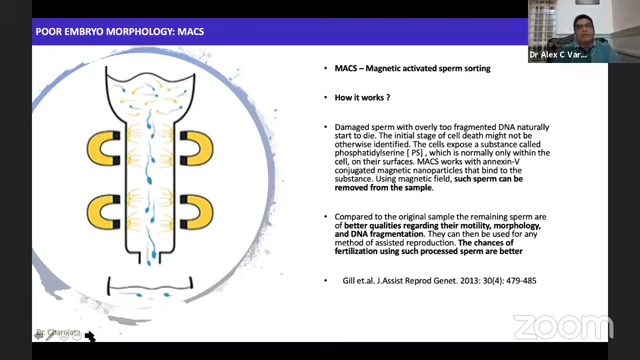 POOR EMBRYO MORPHOLOGY: MACS
Dr Alex C Var...
• MACS – Magnetic activated sperm sorting
• How it works ?
• Damaged sperm with overly too fragmented DNA naturally
start to die. The initial stage of cell death might not be
otherwise identified. The cells expose a substance called
phosphatidylserine [ PS] , which is normally only within the
cell, on their surfaces. MACS works with annexin-V
conjugated magnetic nanoparticles that bind to the
substance. Using magnetic field, such sperm can be
removed from the sample.
• Compared to the original sample the remaining sperm are
of better qualities regarding their motility, morphology,
and DNA fragmentation. They can then be used for any
method of assisted reproduction. The chances of
fertilization using such processed sperm are better
• Gill et.al. J.Assist Reprod Genet. 2013: 30(4): 479-485
Dr. Charulata
zoom